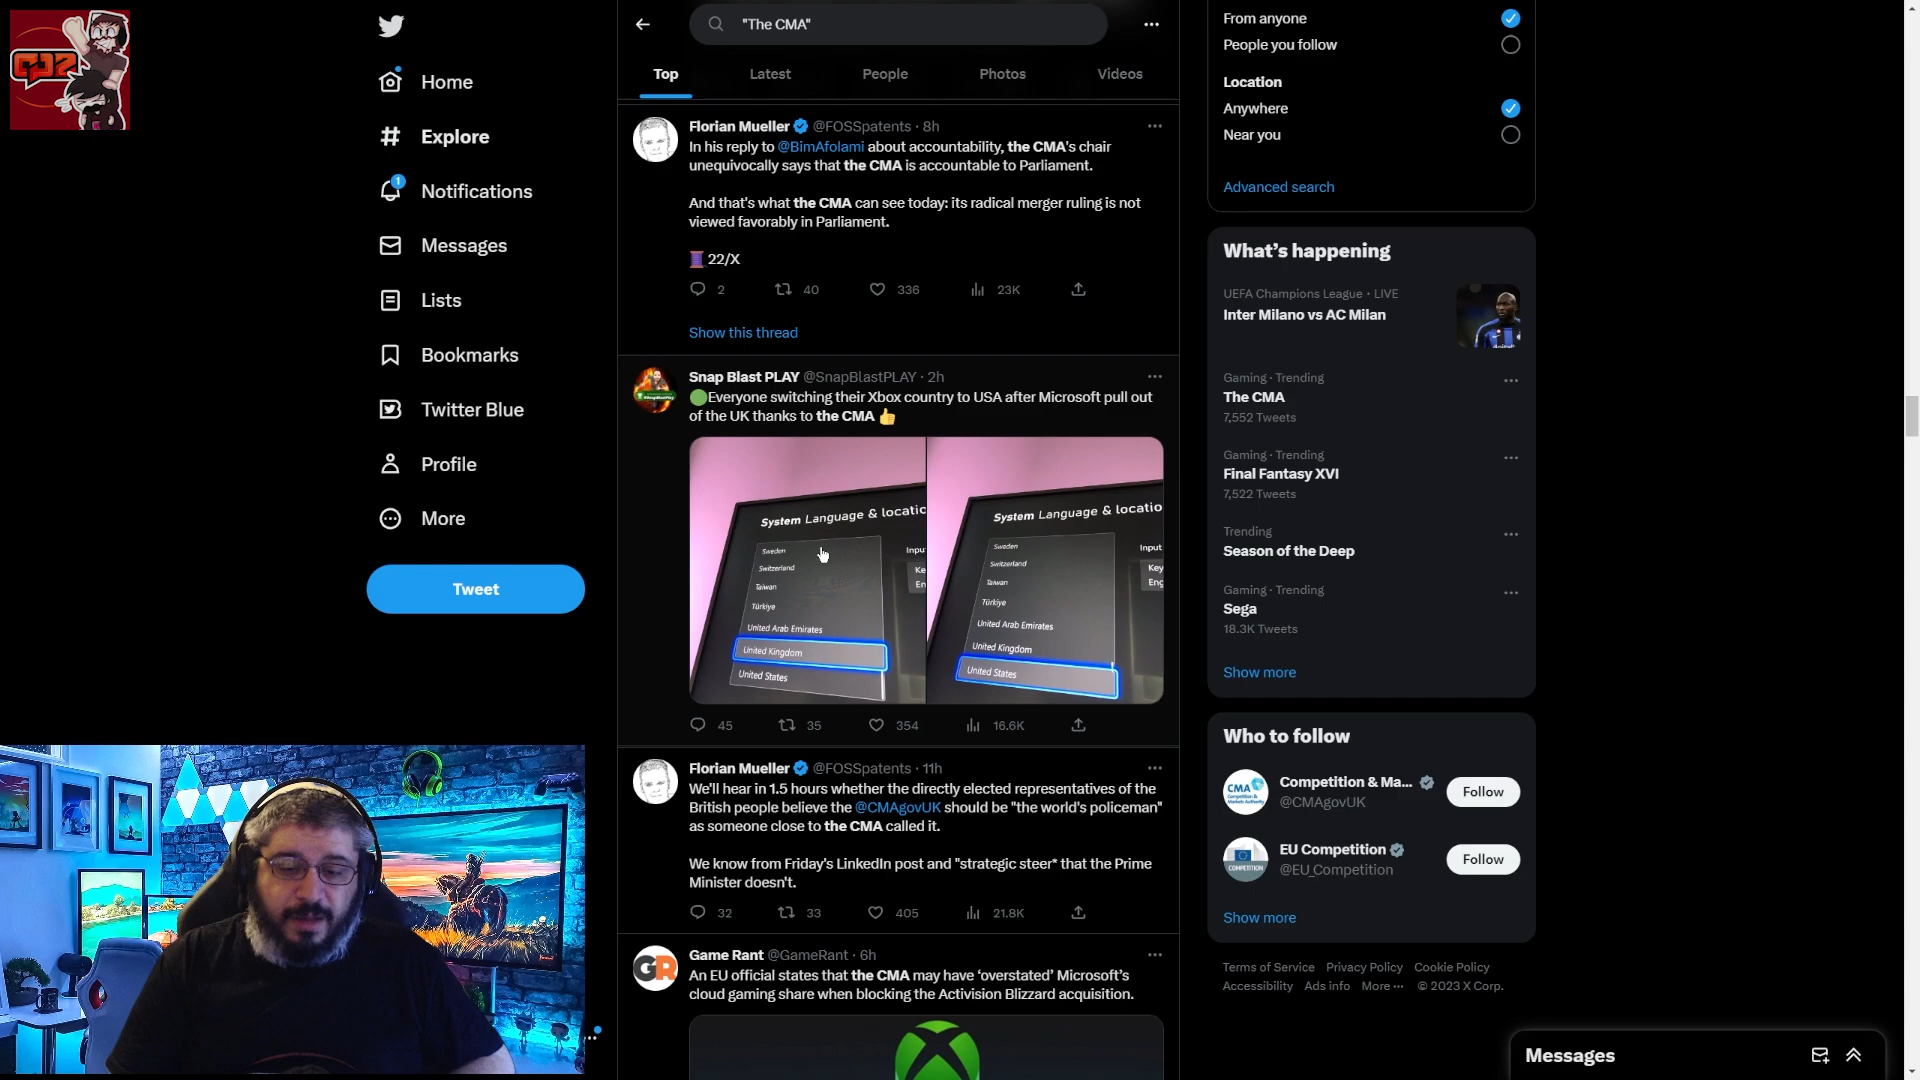 Home
Explore
1
Notifications
Messages
Lists
Bookmarks
Twitter Blue
Profile
More
Tweet
"The CMA"
Top
Latest
People
Photos
Videos
Florian Mueller @FOSSpatents · 8h
In his reply to @BimAfolami about accountability, the CMA's chair
unequivocally says that the CMA is accountable to Parliament.
And that's what the CMA can see today: its radical merger ruling is not
viewed favorably in Parliament.
22/X
2
40
336
23K
Show this thread
Snap Blast PLAY @SnapBlastPLAY · 2h
Everyone switching their Xbox country to USA after Microsoft pull out
of the UK thanks to the CMA
System Language & locatio
Sweden
Switzerland
Taiwan
Türkiye
United Arab Emirates
United Kingdom
United States
Inpu
Ke
En
System Language & locatio
Sweden
Switzerland
Taiwan
Türkiye
United Arab Emirates
United Kingdom
United States
Input
Key
Eng
45
35
354
16.6K
Florian Mueller @FOSSpatents · 11h
We'll hear in 1.5 hours whether the directly elected representatives of the
British people believe the @CMAgovUK should be "the world's policeman"
as someone close to the CMA called it.
We know from Friday's LinkedIn post and "strategic steer* that the Prime
Minister doesn't.
32
33
405
21.8K
GR
Game Rant @GameRant · 6h
An EU official states that the CMA may have ‘overstated’ Microsoft’s
cloud gaming share when blocking the Activision Blizzard acquisition.
From anyone
People you follow
Location
Anywhere
Near you
Advanced search
What’s happening
UEFA Champions League · LIVE
Inter Milano vs AC Milan
Gaming · Trending
The CMA
7,552 Tweets
Gaming · Trending
Final Fantasy XVI
7,522 Tweets
Trending
Season of the Deep
Gaming · Trending
Sega
18.3K Tweets
Show more
Who to follow
CMA
Competition & Ma...
@CMAgovUK
Follow
EU Competition
@EU_Competition
Follow
Show more
Terms of Service Privacy Policy Cookie Policy
Accessibility Ads info More ··· © 2023 X Corp.
Messages